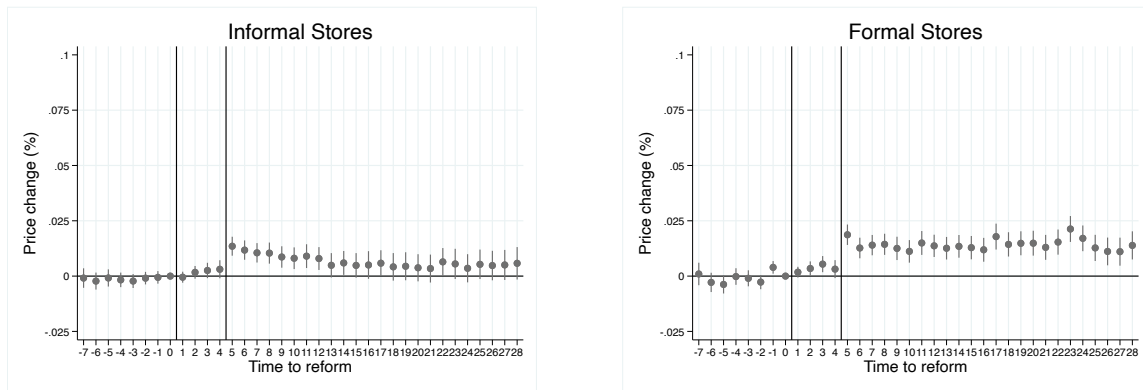 Informal Stores
.1
.075
.05
.025
0
-.025
Price change (%)
-7 -6 -5 -4 -3 -2 -1 0 1 2 3 4 5 6 7 8 9 10 11 12 13 14 15 16 17 18 19 20 21 22 23 24 25 26 27 28
Time to reform
Formal Stores
.1
.075
.05
.025
0
-.025
Price change (%)
-7 -6 -5 -4 -3 -2 -1 0 1 2 3 4 5 6 7 8 9 10 11 12 13 14 15 16 17 18 19 20 21 22 23 24 25 26 27 28
Time to reform